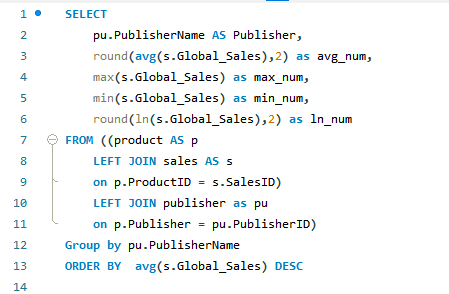 1 SELECT
2 pu.PublisherName AS Publisher,
3 round(avg(s.Global_Sales),2) as avg_num,
4 max(s.Global_Sales) as max_num,
5 min(s.Global_Sales) as min_num,
6 round(ln(s.Global_Sales),2) as ln_num
7 FROM ((product AS p
8 LEFT JOIN sales AS s
9 on p.ProductID = s.SalesID)
10 LEFT JOIN publisher as pu
11 on p.Publisher = pu.PublisherID)
12 Group by pu.PublisherName
13 ORDER BY  avg(s.Global_Sales) DESC
14